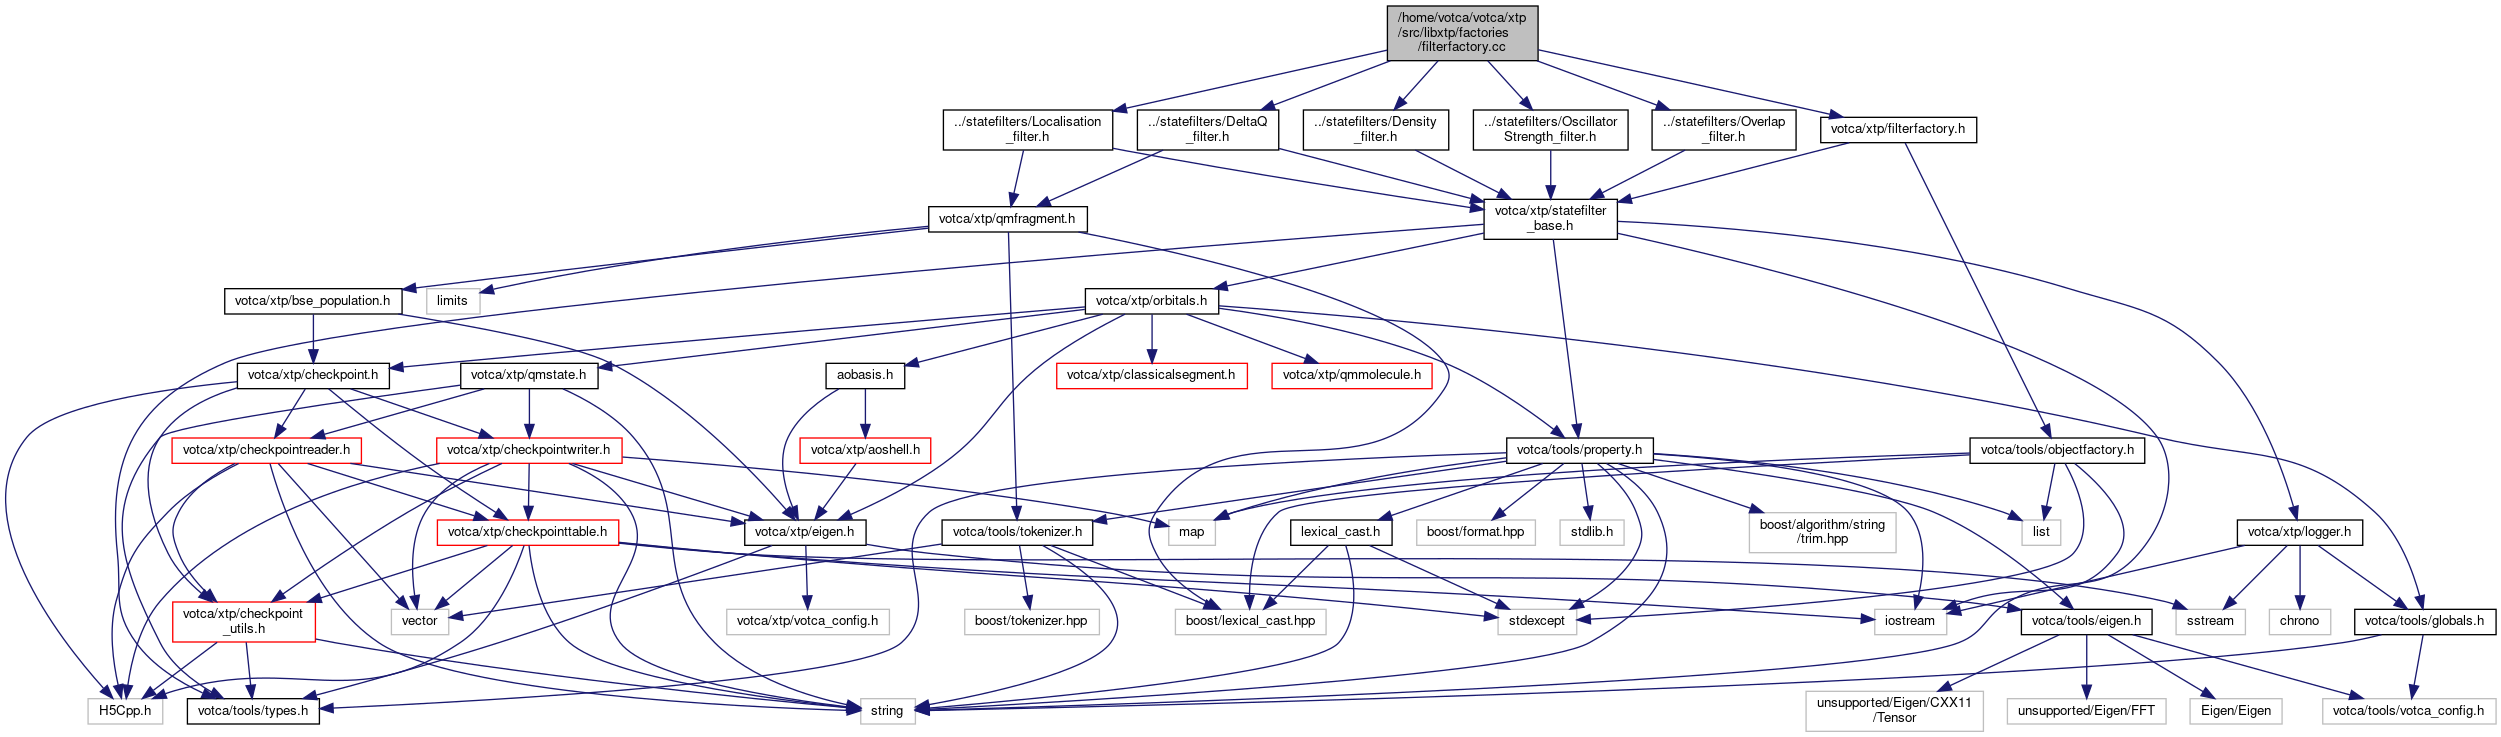 /home/votca/votca/xtp
/src/libxtp/factories
/filterfactory.cc
../statefilters/Localisation
_filter.h
../statefilters/DeltaQ
_filter.h
../statefilters/Density
_filter.h
../statefilters/Oscillator
Strength_filter.h
../statefilters/Overlap
_filter.h
votca/xtp/filterfactory.h
votca/xtp/qmfragment.h
votca/xtp/statefilter
_base.h
votca/xtp/bse_population.h
limits
votca/xtp/orbitals.h
votca/xtp/checkpoint.h
votca/xtp/qmstate.h
aobasis.h
votca/xtp/classicalsegment.h
votca/xtp/qmmolecule.h
votca/xtp/checkpointreader.h
votca/xtp/checkpointwriter.h
votca/xtp/aoshell.h
votca/tools/property.h
votca/tools/objectfactory.h
votca/xtp/checkpointtable.h
votca/xtp/eigen.h
votca/tools/tokenizer.h
map
lexical_cast.h
boost/format.hpp
stdlib.h
boost/algorithm/string
/trim.hpp
list
votca/xtp/logger.h
votca/xtp/checkpoint
_utils.h
vector
votca/xtp/votca_config.h
boost/tokenizer.hpp
boost/lexical_cast.hpp
stdexcept
iostream
votca/tools/eigen.h
sstream
chrono
votca/tools/globals.h
H5Cpp.h
votca/tools/types.h
string
unsupported/Eigen/CXX11
/Tensor
unsupported/Eigen/FFT
Eigen/Eigen
votca/tools/votca_config.h